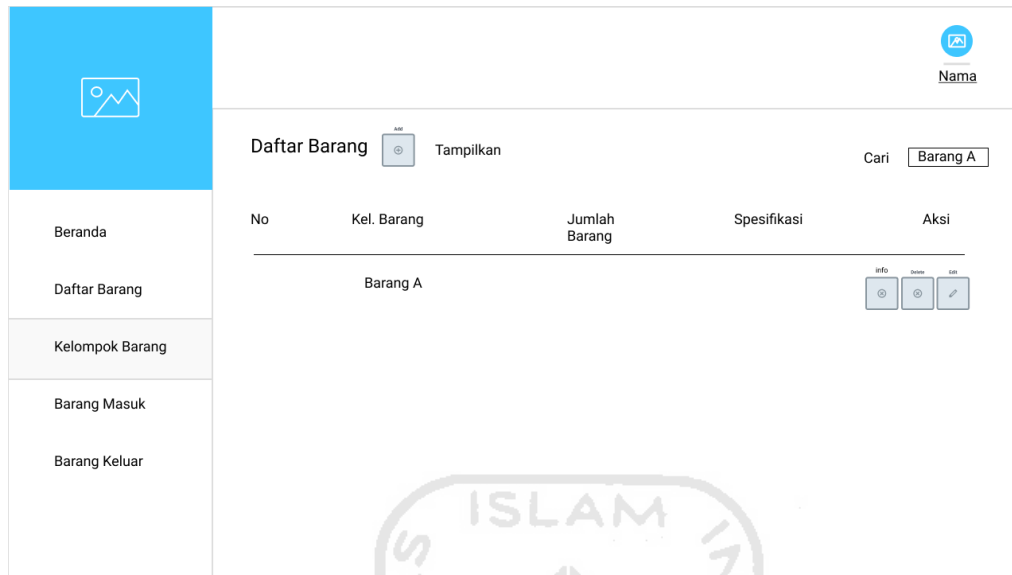 Nama
Add
Daftar Barang
Tampilkan
Cari
Barang A
No
Kel. Barang
Jumlah
Barang
Spesifikasi
Aksi
Barang A
info
Delete
Edit
Beranda
Daftar Barang
Kelompok Barang
Barang Masuk
Barang Keluar
ISLAM